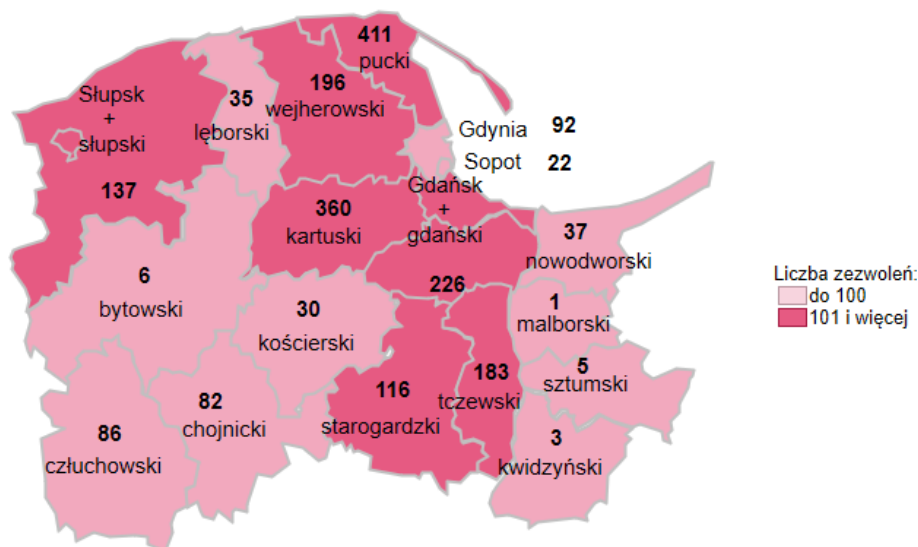 411
pucki
196
wejherowski
35
lęborski
Słupsk
+
słupski
137
Gdynia 92
Sopot 22
Gdańsk
+
gdański
226
360
kartuski
37
nowodworski
6
bytowski
30
kościerski
1
malborski
5
sztumski
183
tczewski
116
starogardzki
82
chojnicki
86
człuchowski
3
kwidzyński
Liczba zezwoleń:
do 100
101 i więcej